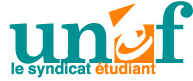 unef
le syndicat étudiant